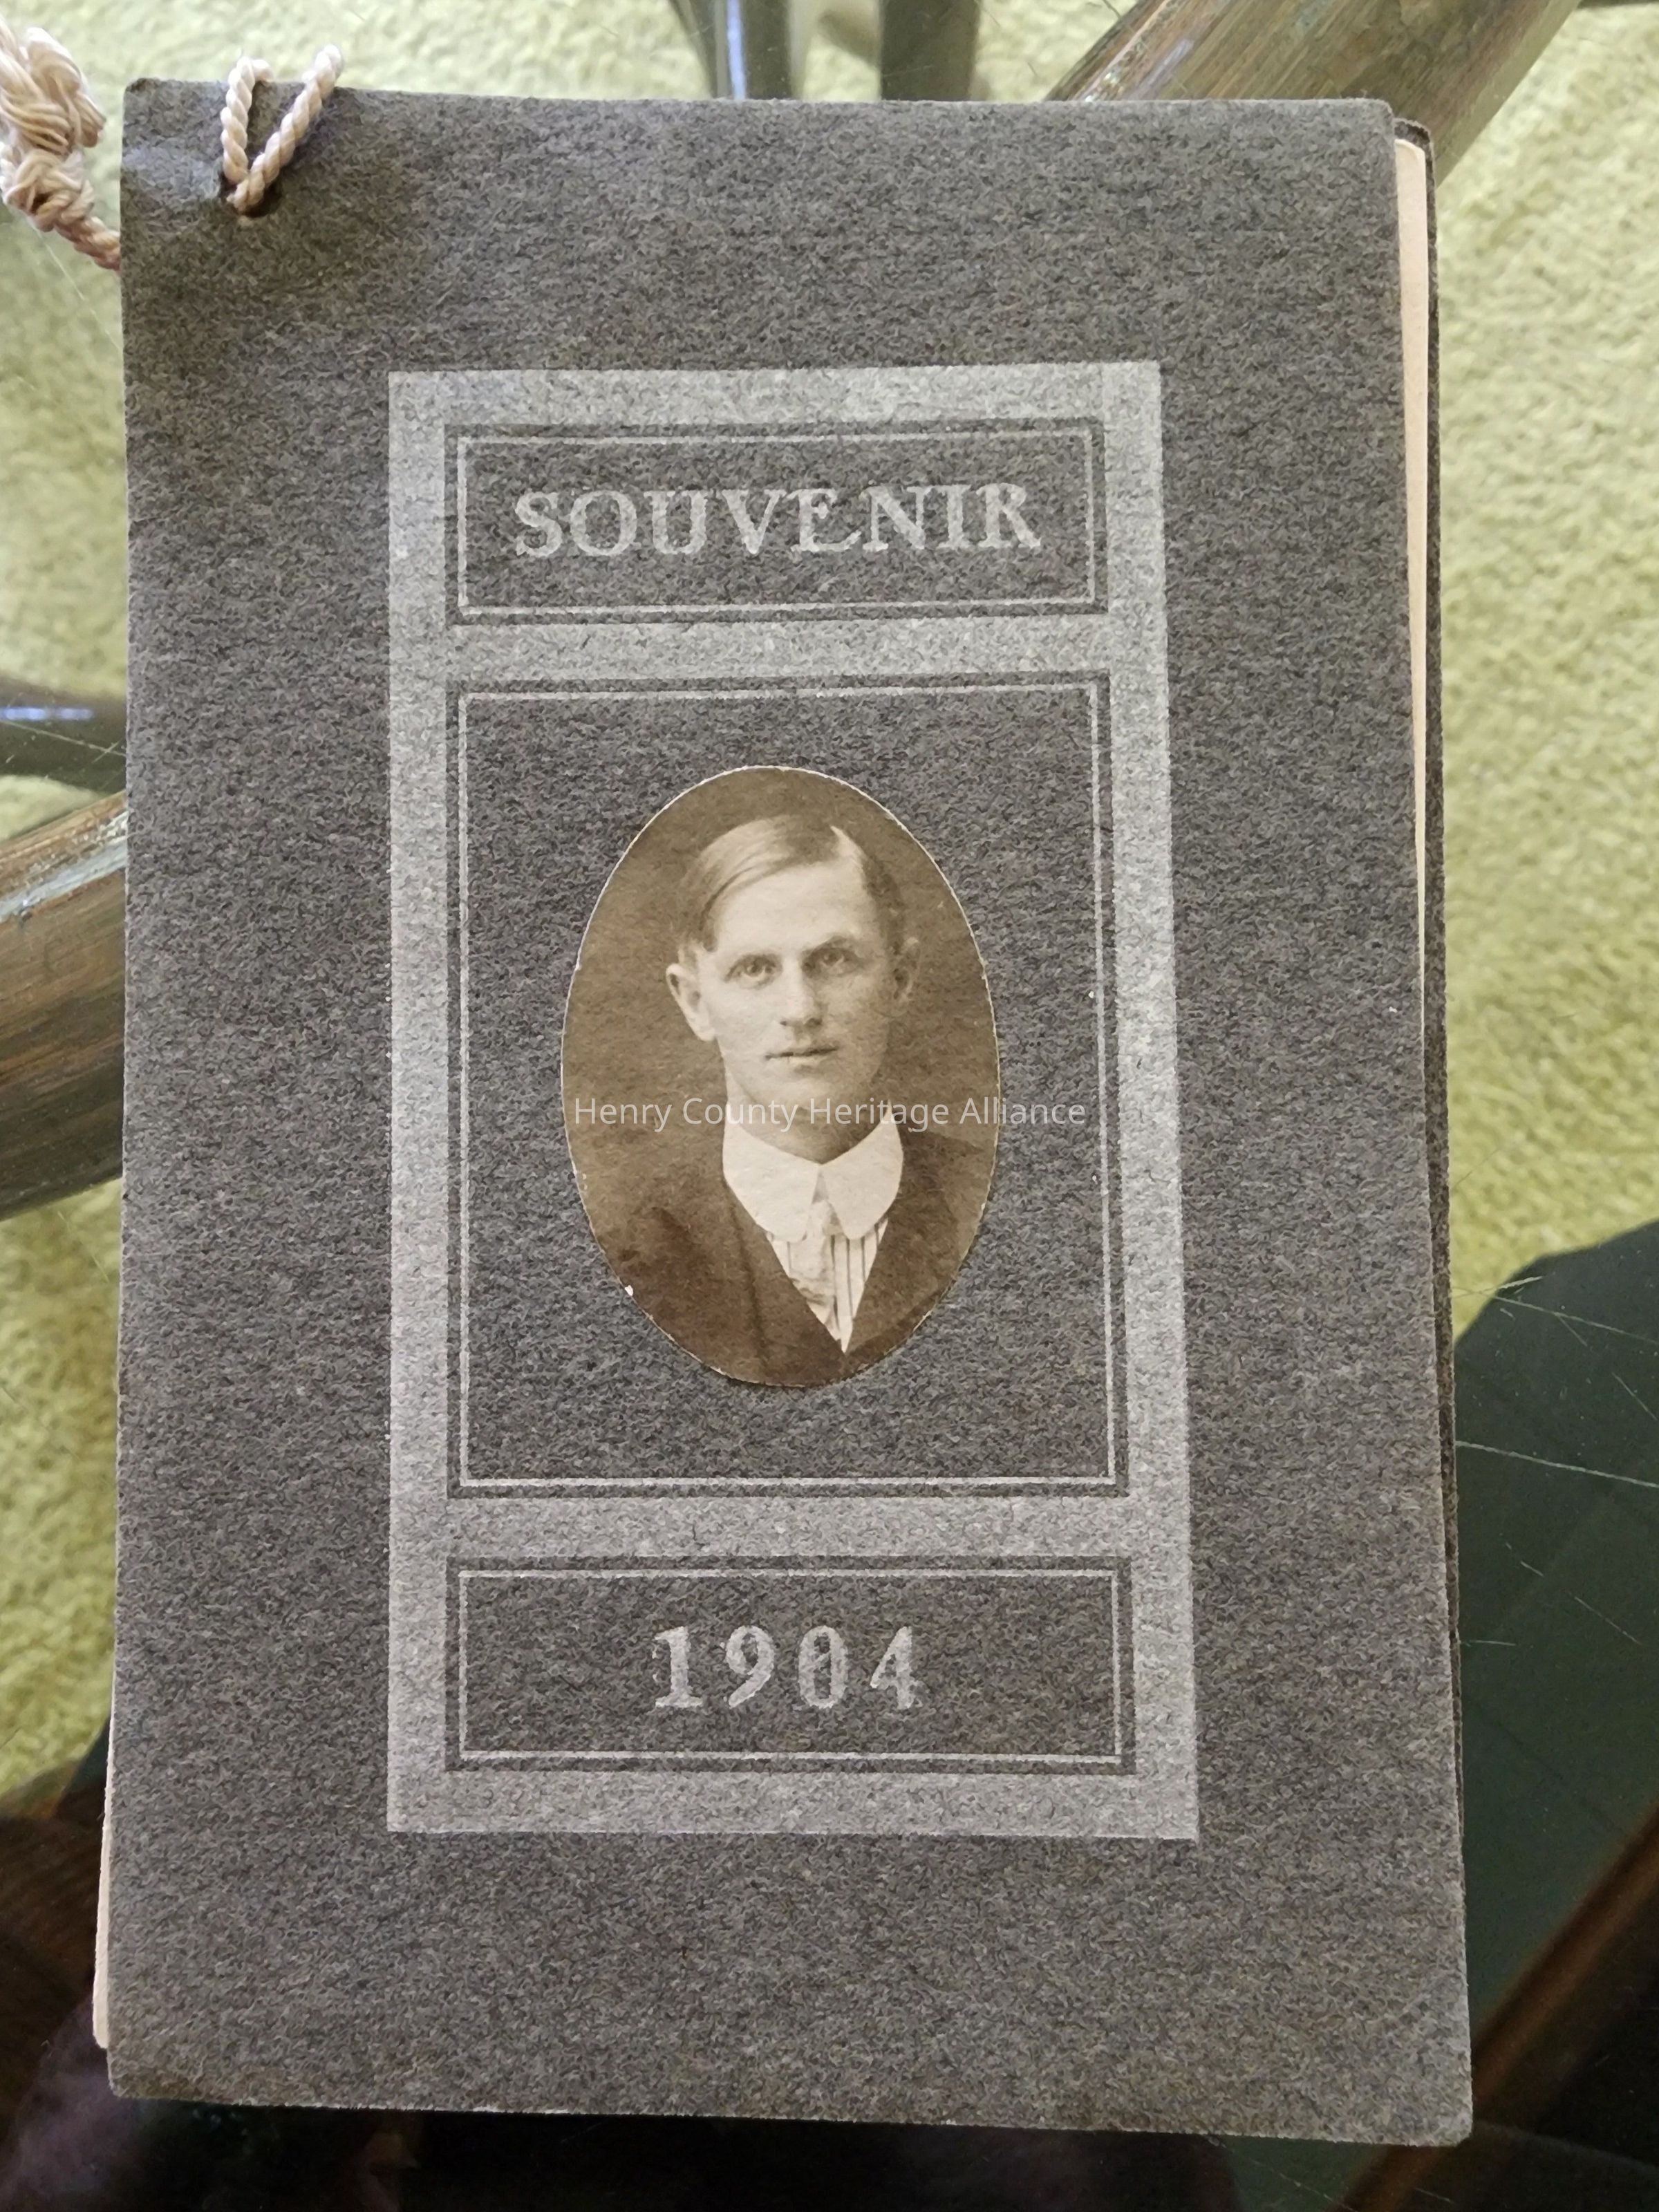 SOUVENIR
Henry County Heritage Alliance
1904